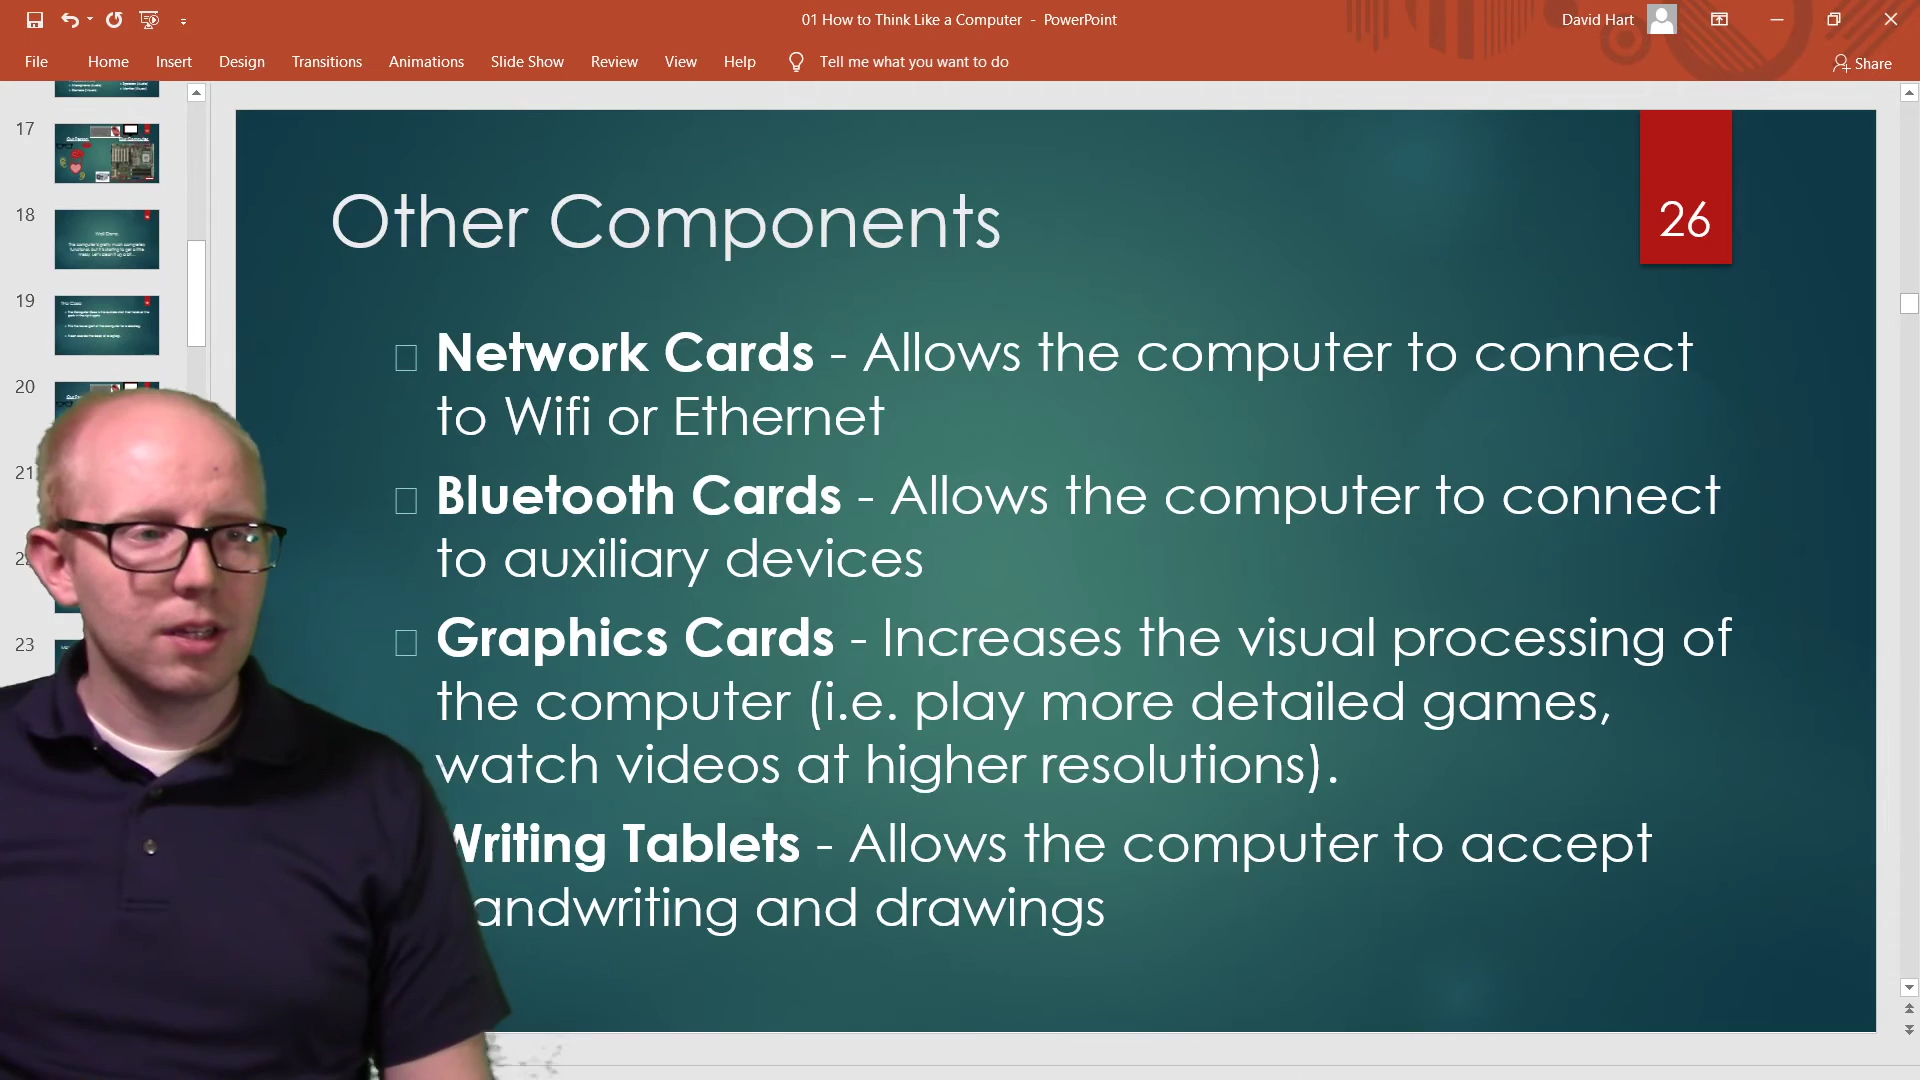 01 How to Think Like a Computer - PowerPoint
David Hart
File Home Insert Design Transitions Animations Slide Show Review View Help Tell me what you want to do
Share
17
18
19
20
21
23
Other Components
26
Network Cards - Allows the computer to connect
to Wifi or Ethernet
Bluetooth Cards - Allows the computer to connect
to auxiliary devices
Graphics Cards - Increases the visual processing of
the computer (i.e. play more detailed games,
watch videos at higher resolutions).
Writing Tablets - Allows the computer to accept
andwriting and drawings